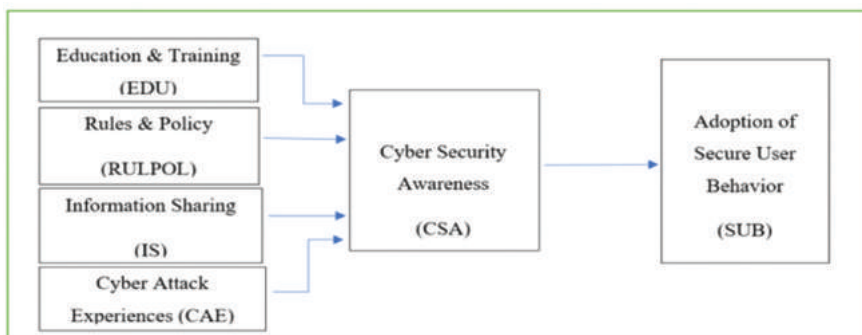 Education & Training
(EDU)
Rules & Policy
(RULPOL)
Information Sharing
(IS)
Cyber Attack
Experiences (CAE)
Cyber Security
Awareness
(CSA)
Adoption of
Secure User
Behavior
(SUB)